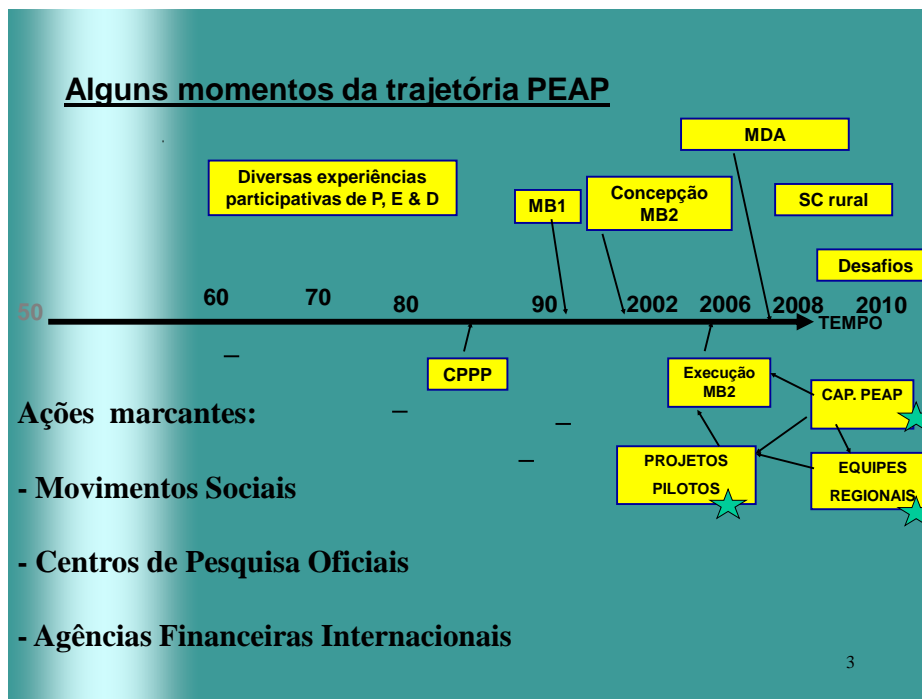 Alguns momentos da trajetória PEAP
MDA
Diversas experiências
participativas de P, E & D
MB1
Concepção
MB2
SC rural
Desafios
50
60
70
80
90
2002
2006
2008
2010
TEMPO
CPPP
Execução
MB2
CAP. PEAP
Ações marcantes:
PROJETOS
PILOTOS
EQUIPES
REGIONAIS
- Movimentos Sociais
- Centros de Pesquisa Oficiais
- Agências Financeiras Internacionais
3